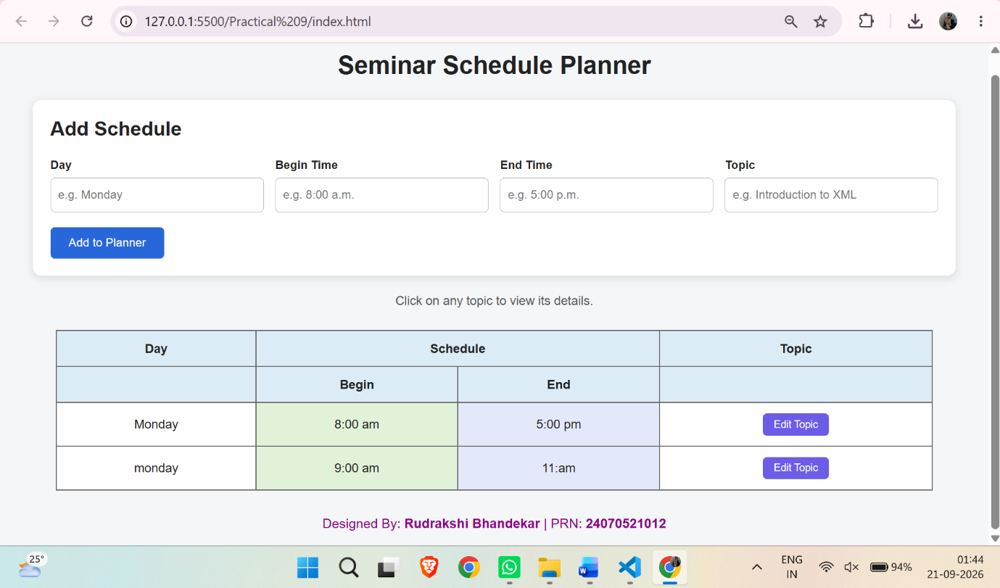 127.0.0.1:5500/Practical%209/index.html
Seminar Schedule Planner
Add Schedule
Day Begin Time End Time Topic
e.g. Monday e.g. 8:00 a.m. e.g. 5:00 p.m. e.g. Introduction to XML
Add to Planner
Click on any topic to view its details.
Day Schedule Topic
Begin End
Monday 8:00 am 5:00 pm Edit Topic
monday 9:00 am 11:am Edit Topic
Designed By: Rudrakshi Bhandekar | PRN: 24070521012
25° ENG 94% 01:44
IN 21-09-2026